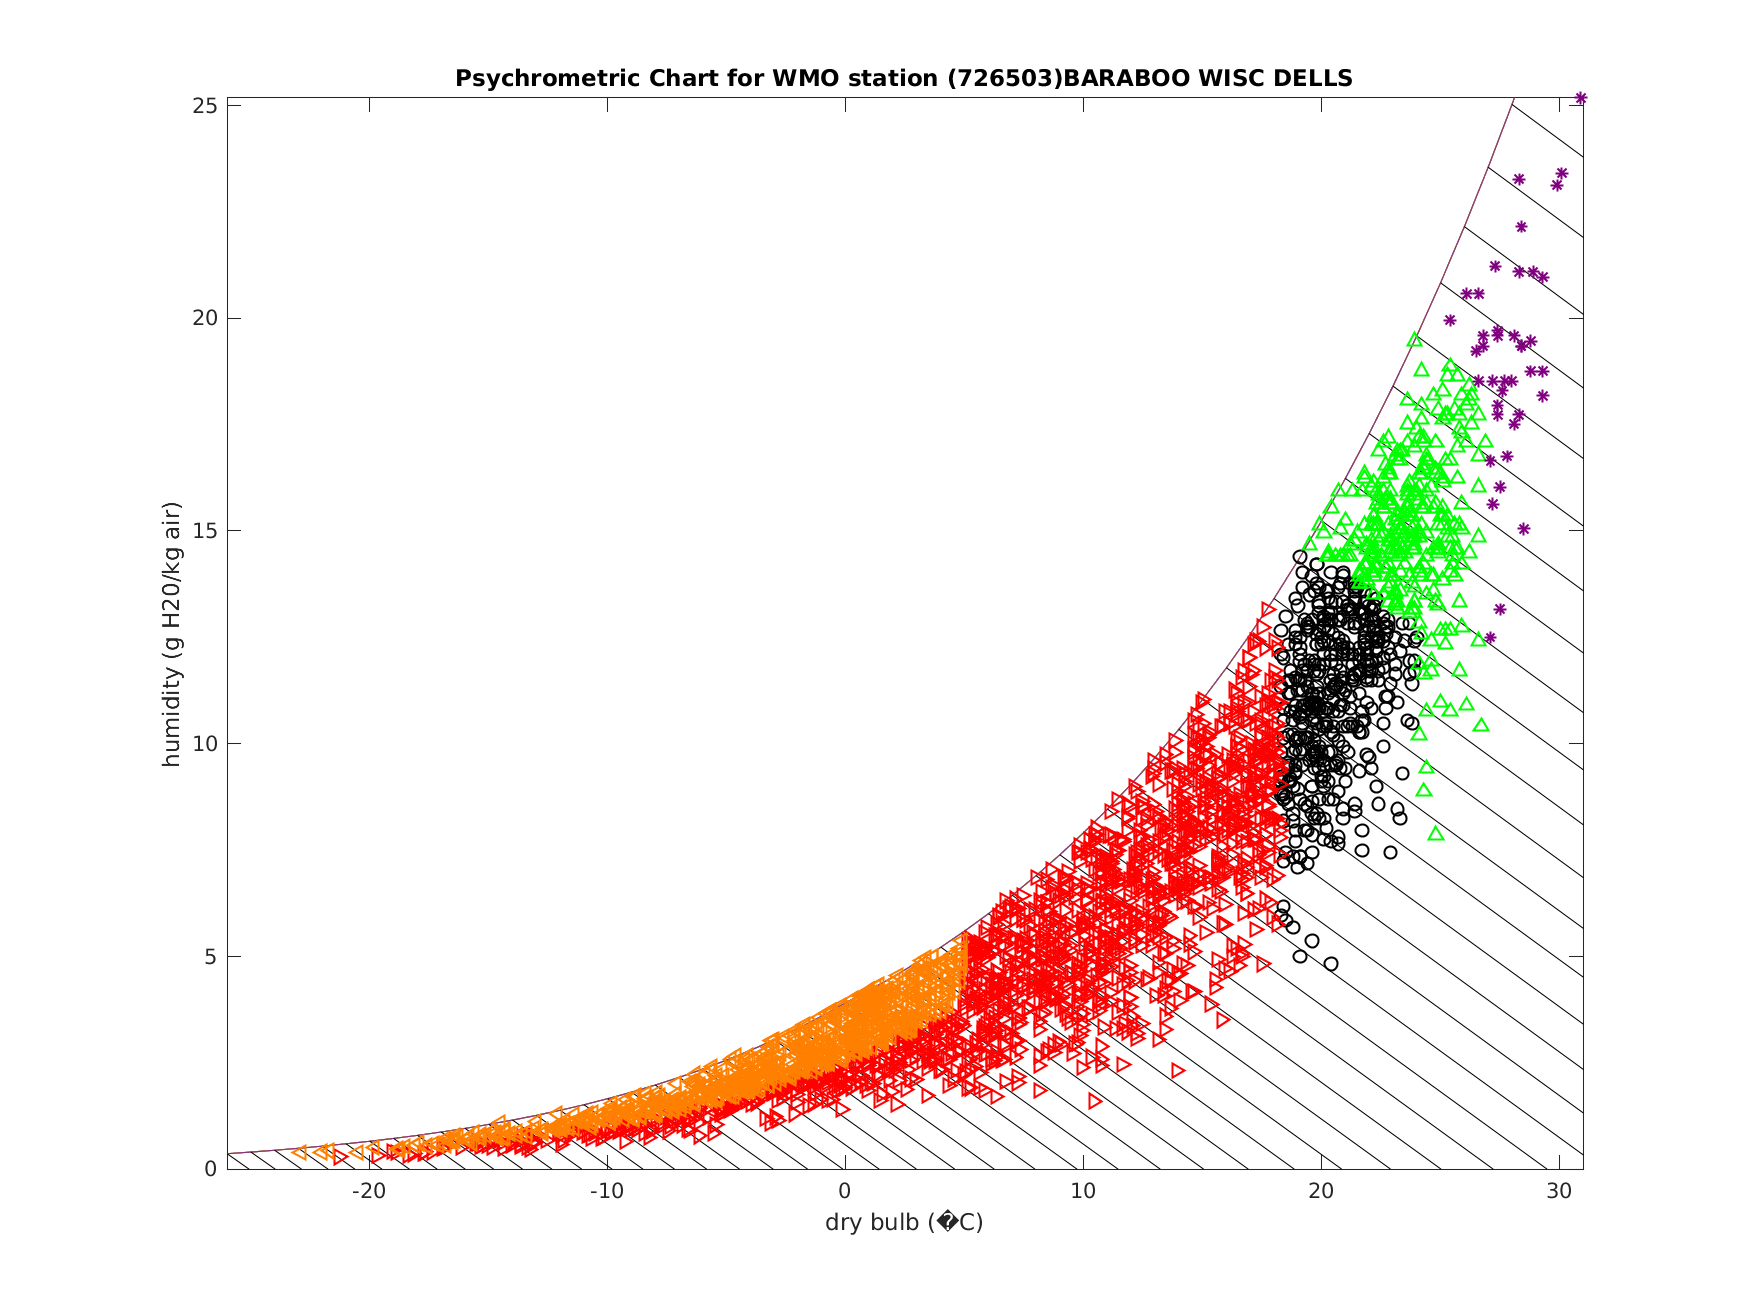 Psychrometric Chart for WMO station (726503)BARABOO WISC DELLS
25
20
15
10
5
0
humidity (g H20/kg air)
-20 -10 0 10 20 30
dry bulb (�C)